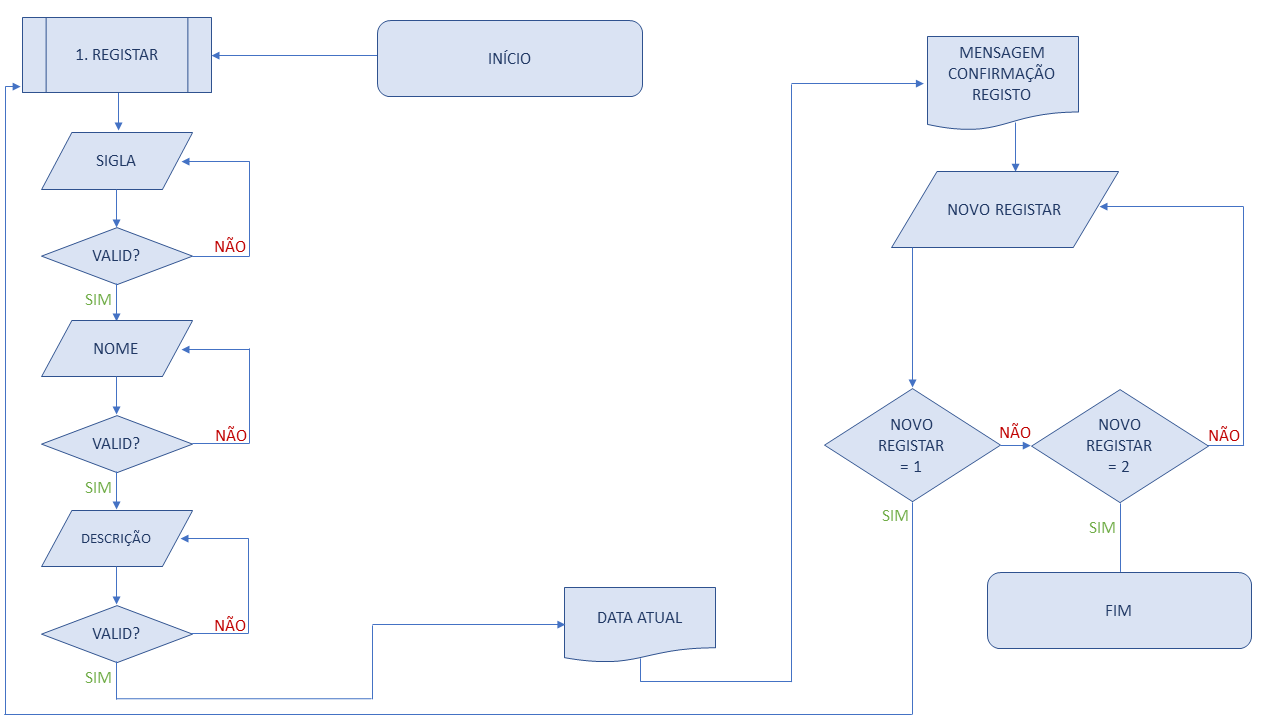 1. REGISTAR
INÍCIO
SIGLA
VALID?
NÃO
SIM
NOME
VALID?
NÃO
SIM
DESCRIÇÃO
VALID?
NÃO
SIM
DATA ATUAL
MENSAGEM
CONFIRMAÇÃO
REGISTO
NOVO REGISTAR
NOVO
REGISTAR
= 1
NÃO
SIM
NOVO
REGISTAR
= 2
NÃO
SIM
FIM